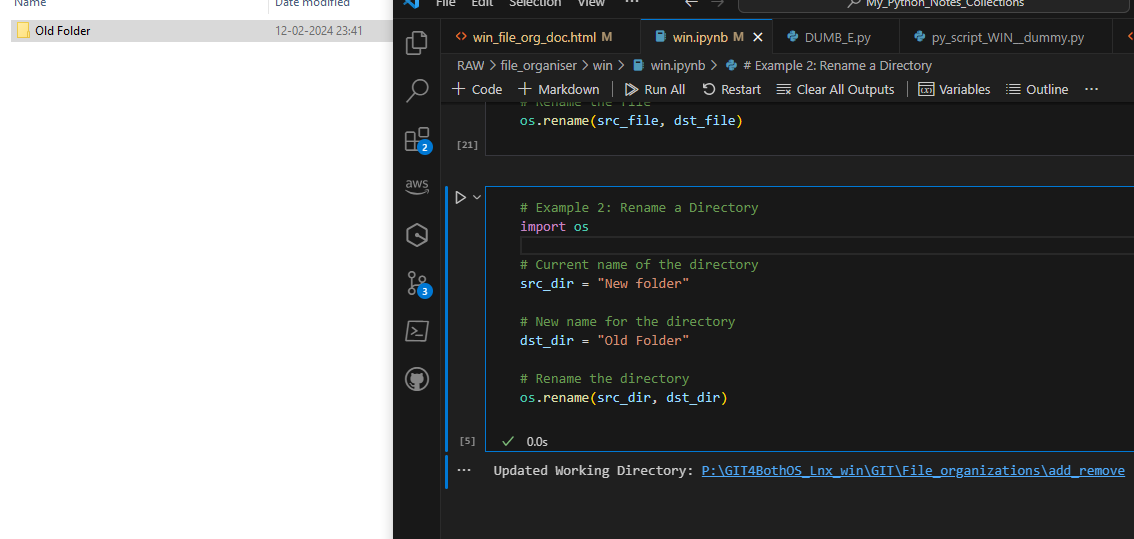 Name Date modified
Old Folder 12-02-2024 23:41
File Edit Selection View ··· My_Python_Notes_Collections
win_file_org_doc.html M win.ipynb M DUMB_E.py py_script_WIN__dummy.py
RAW > file_organiser > win > win.ipynb > # Example 2: Rename a Directory
+ Code + Markdown Run All Restart Clear All Outputs Variables Outline ···
# Rename the file
os.rename(src_file, dst_file)
[21]
2
aws
3
# Example 2: Rename a Directory
import os
# Current name of the directory
src_dir = "New folder"
# New name for the directory
dst_dir = "Old Folder"
# Rename the directory
os.rename(src_dir, dst_dir)
[5] ✓ 0.0s
··· Updated Working Directory: P:\GIT4BothOS_Lnx_win\GIT\File_organizations\add_remove